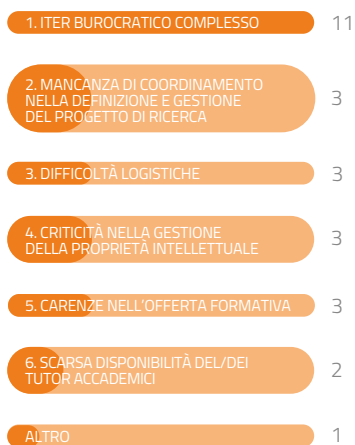 1. ITER BUROCRATICO COMPLESSO 11
2. MANCANZA DI COORDINAMENTO
NELLA DEFINIZIONE E GESTIONE
DEL PROGETTO DI RICERCA
3
3. DIFFICOLTÀ LOGISTICHE 3
4. CRITICITÀ NELLA GESTIONE
DELLA PROPRIETÀ INTELLETTUALE
3
5. CARENZE NELL'OFFERTA FORMATIVA 3
6. SCARSA DISPONIBILITÀ DEL/DEI
TUTOR ACCADEMICI
2
ALTRO 1